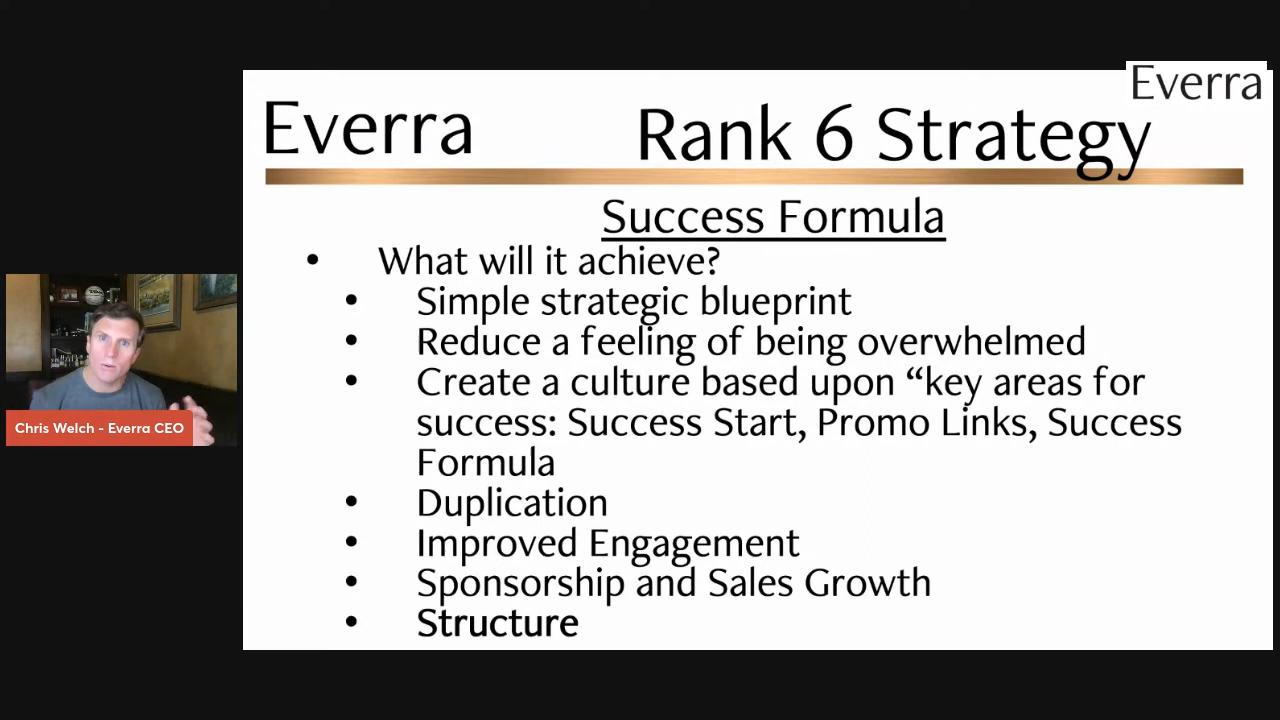 Everra
Everra
Rank 6 Strategy
Success Formula
• What will it achieve?
• Simple strategic blueprint
• Reduce a feeling of being overwhelmed
• Create a culture based upon “key areas for
success: Success Start, Promo Links, Success
Formula
• Duplication
• Improved Engagement
• Sponsorship and Sales Growth
• Structure
Chris Welch - Everra CEO